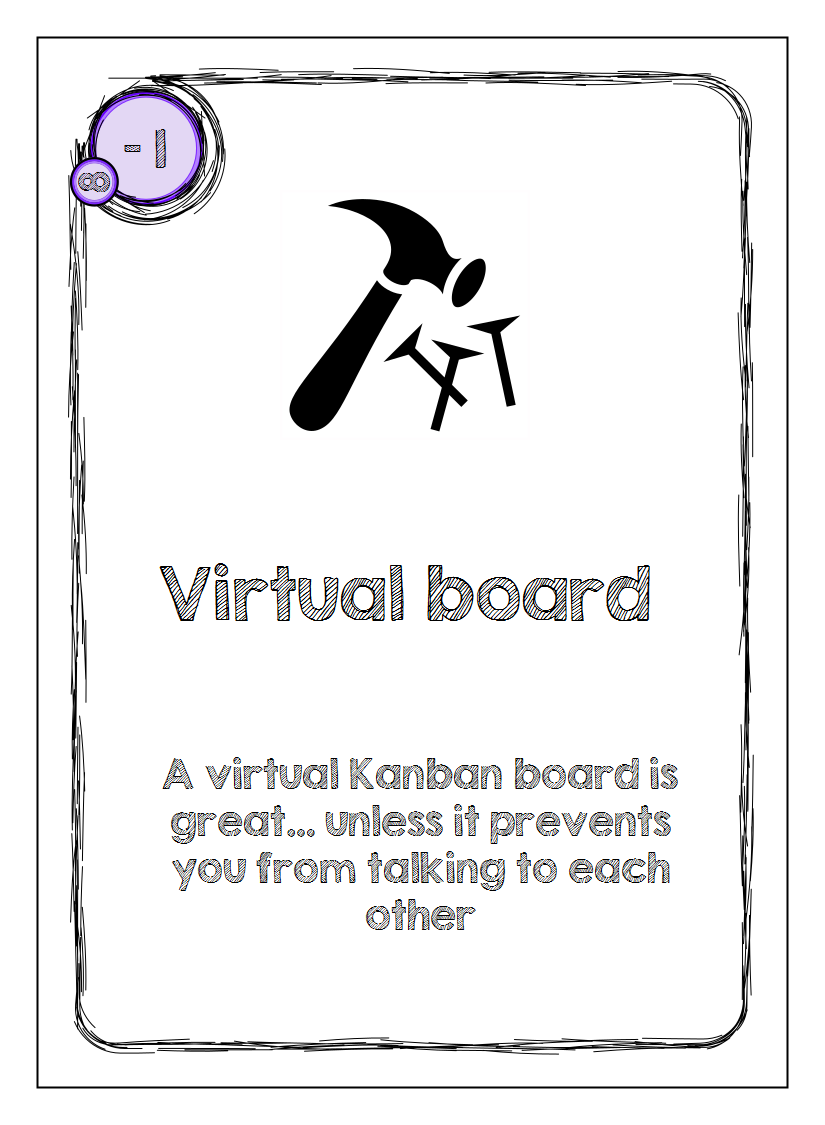 -1
∞
Virtual board
A virtual Kanban board is
great... unless it prevents
you from talking to each
other